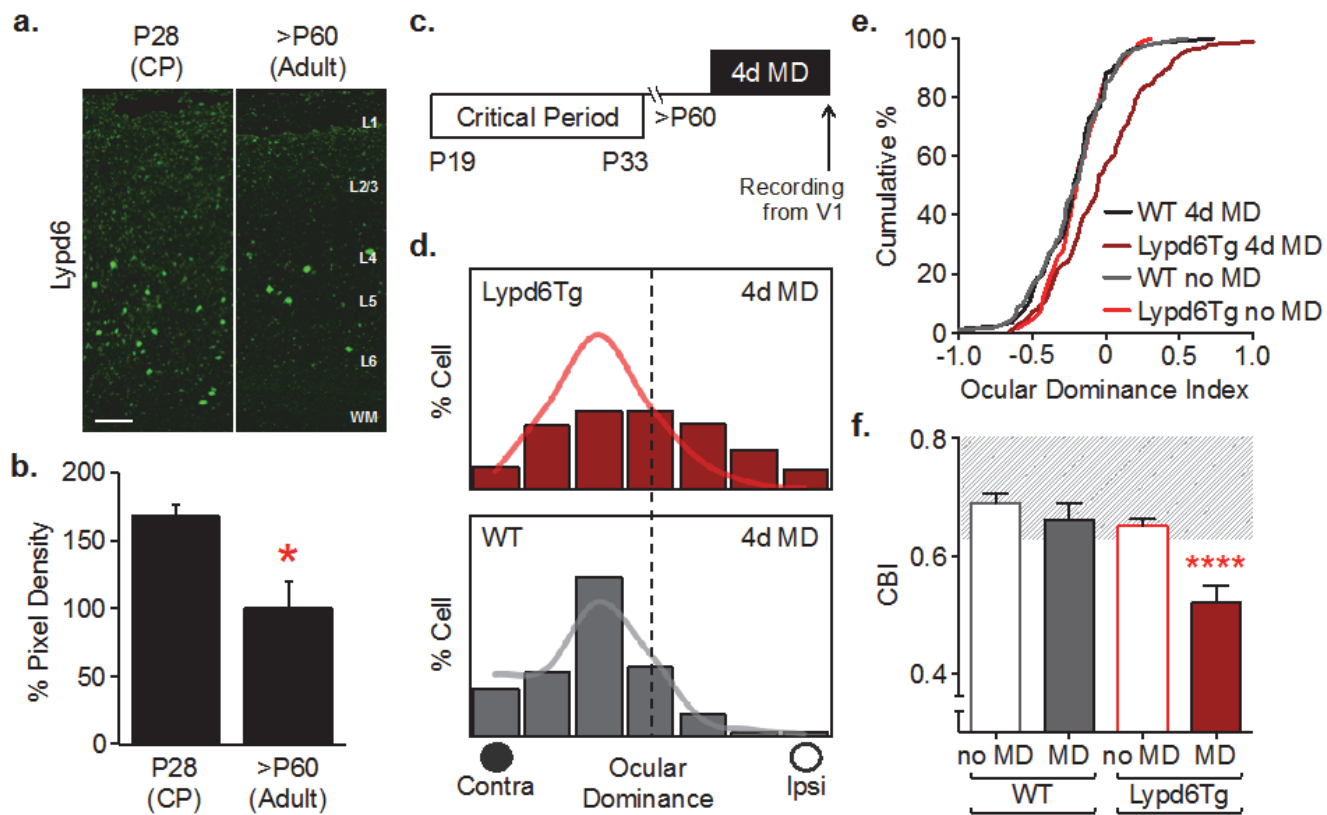 a.
P28
(CP)
>P60
(Adult)
Lypd6
L1
L2/3
L4
L5
L6
WM
b.
% Pixel Density
200
150
100
50
0
*
P28
(CP)
>P60
(Adult)
c.
4d MD
Critical Period
>P60
P19
P33
Recording
from V1
d.
Lypd6Tg
4d MD
% Cell
WT
4d MD
% Cell
Contra
Ocular
Dominance
Ipsi
e.
Cumulative %
100
80
60
40
20
0
WT 4d MD
Lypd6Tg 4d MD
WT no MD
Lypd6Tg no MD
-1.0
-0.5
0
0.5
1.0
Ocular Dominance Index
f.
CBI
0.8
0.6
0.4
****
no MD
MD
no MD
MD
WT
Lypd6Tg